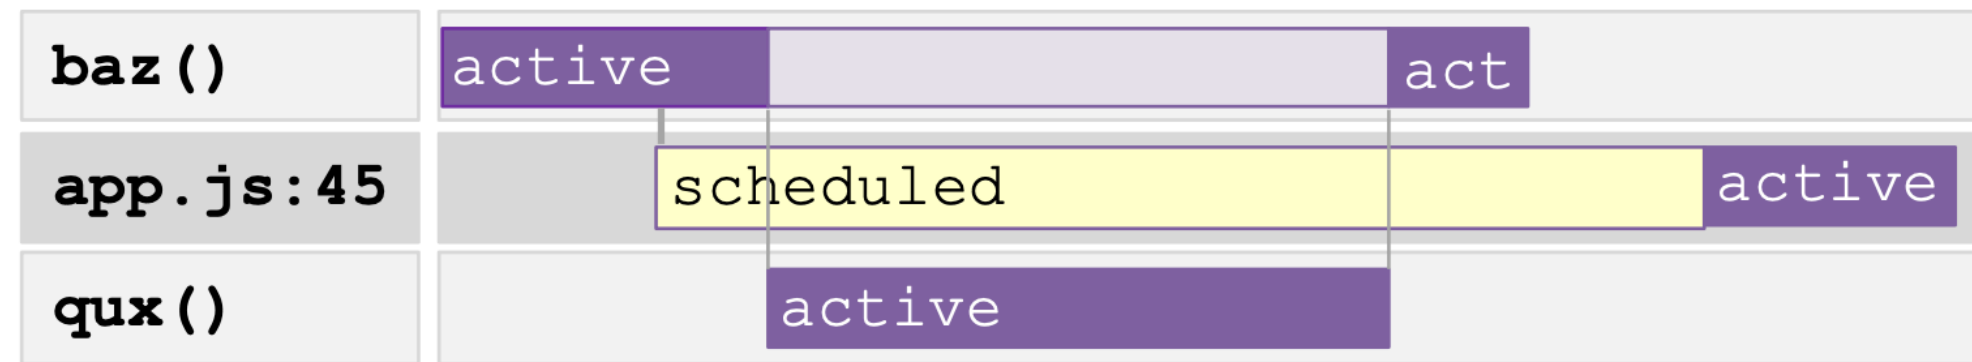 baz() active act
app.js:45 scheduled active
qux() active